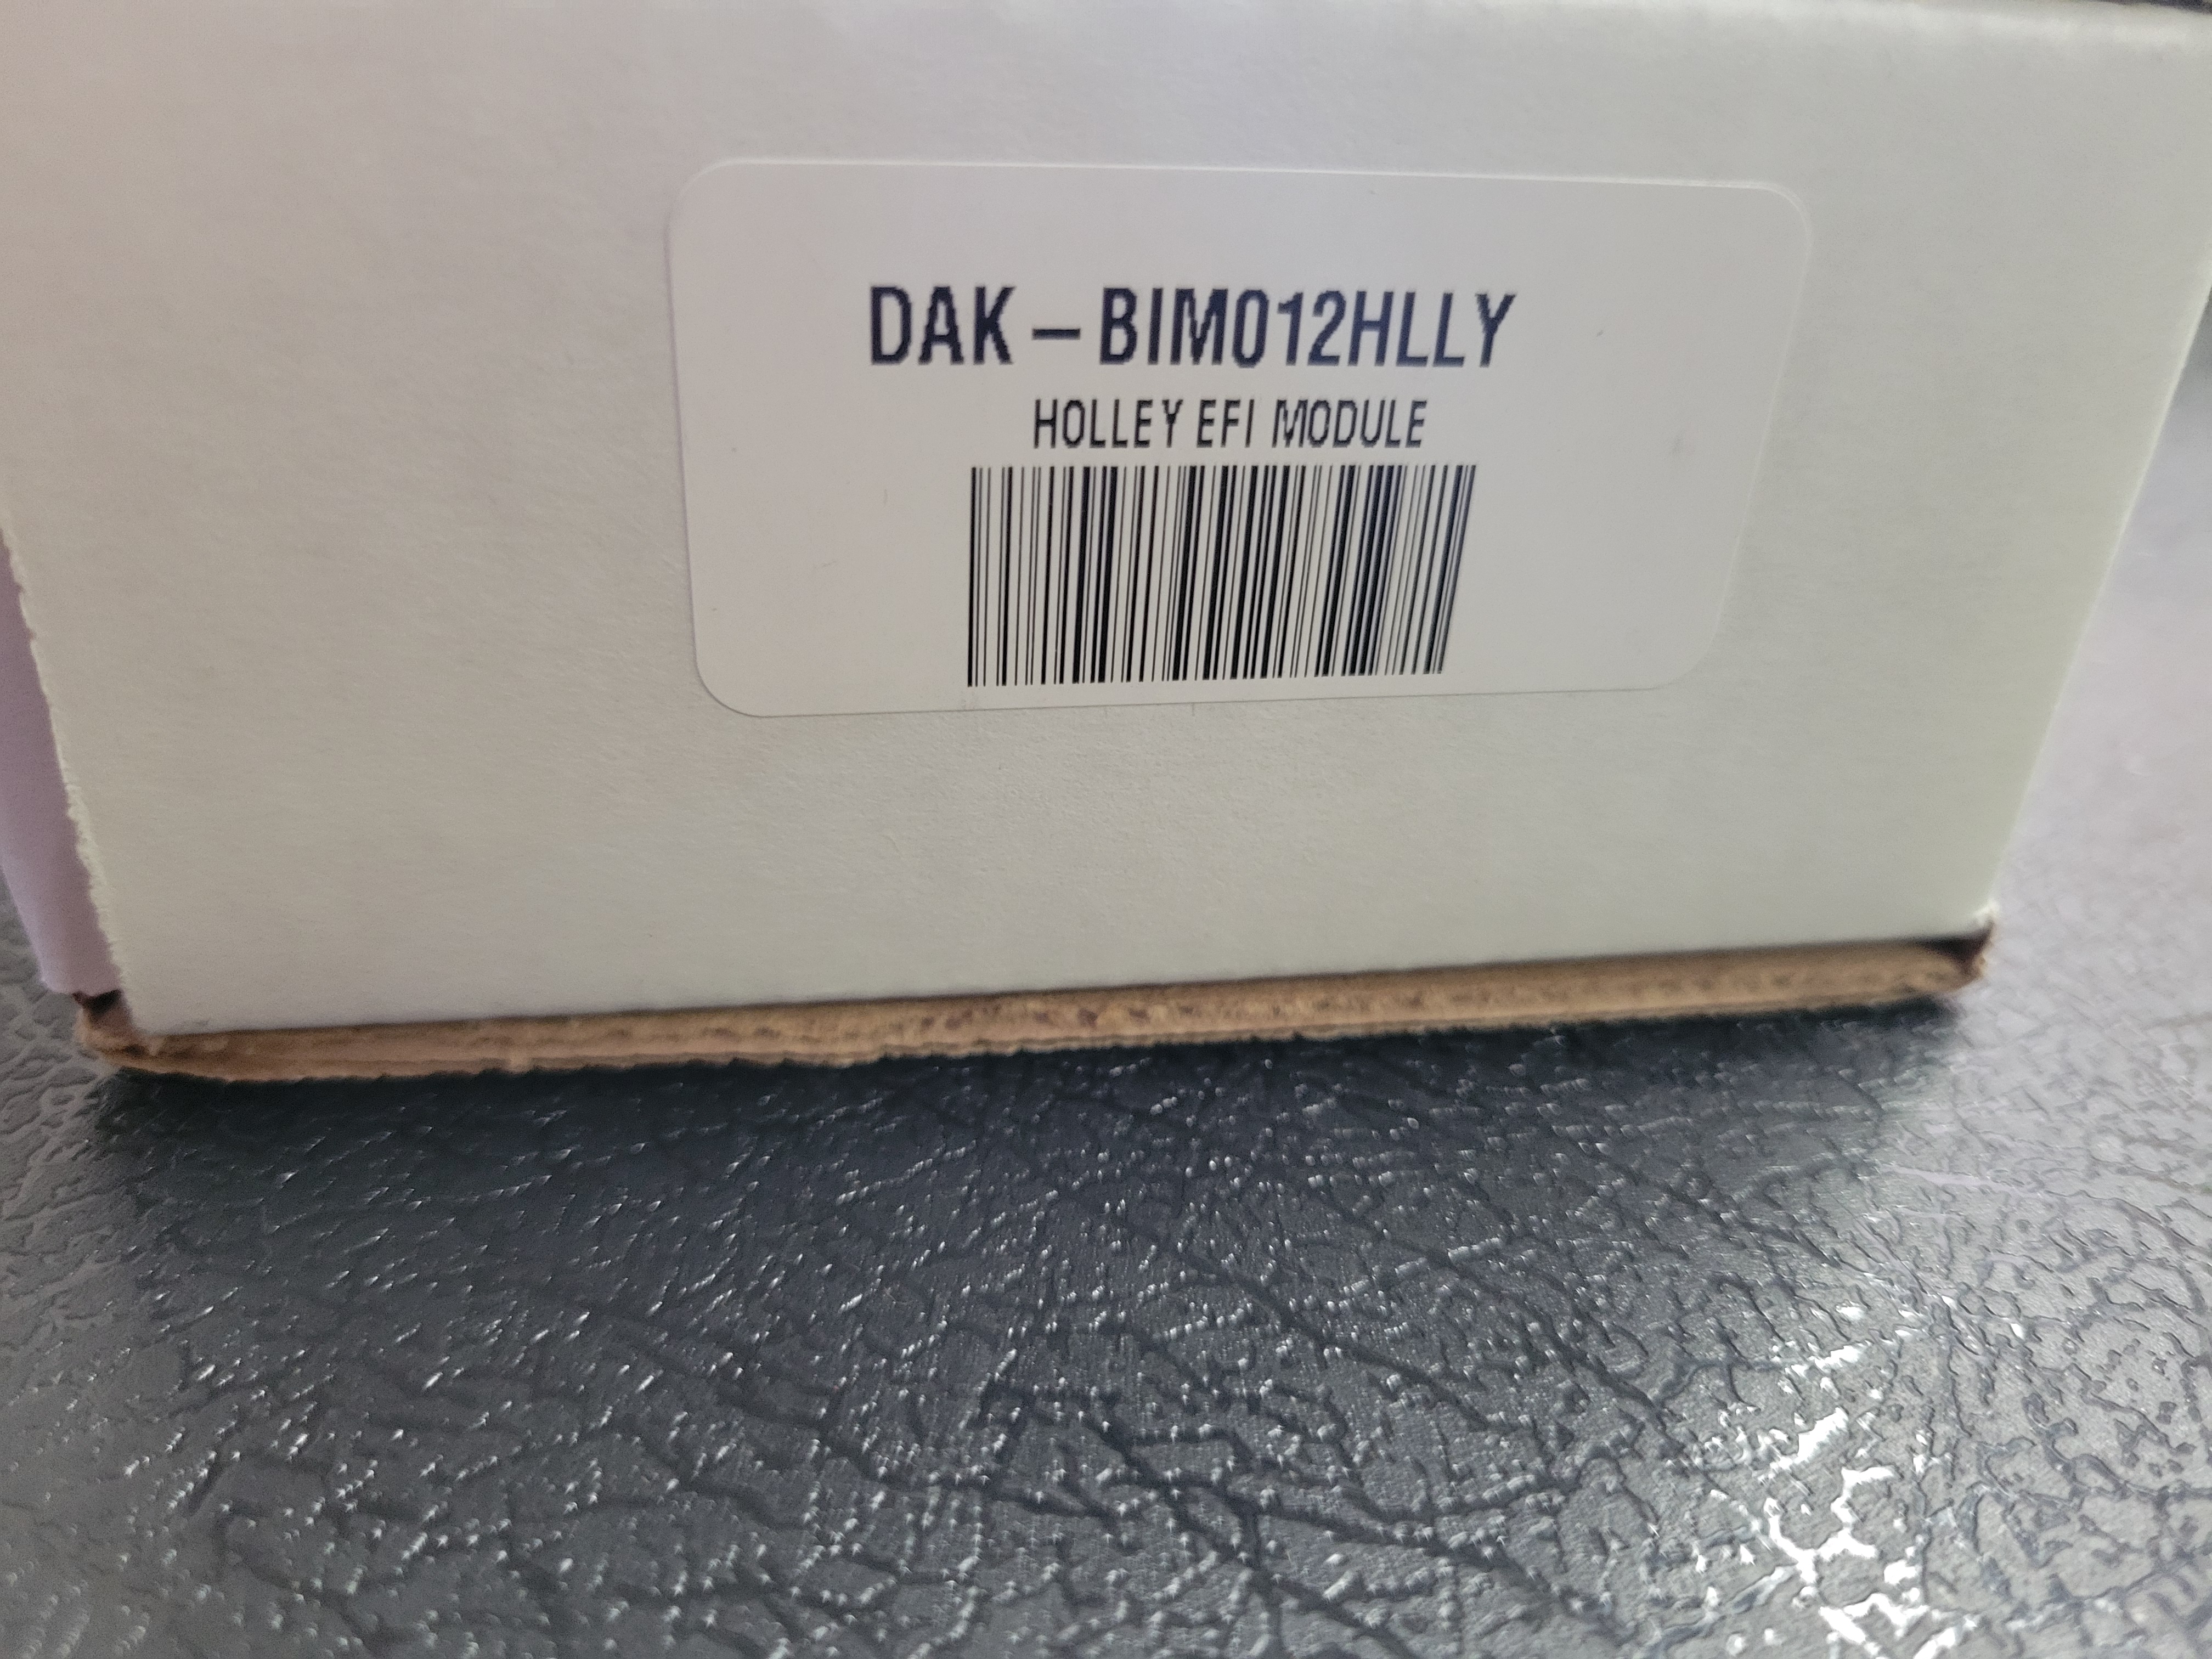 DAK – BIM012HLLY
HOLLEY EFI MODULE